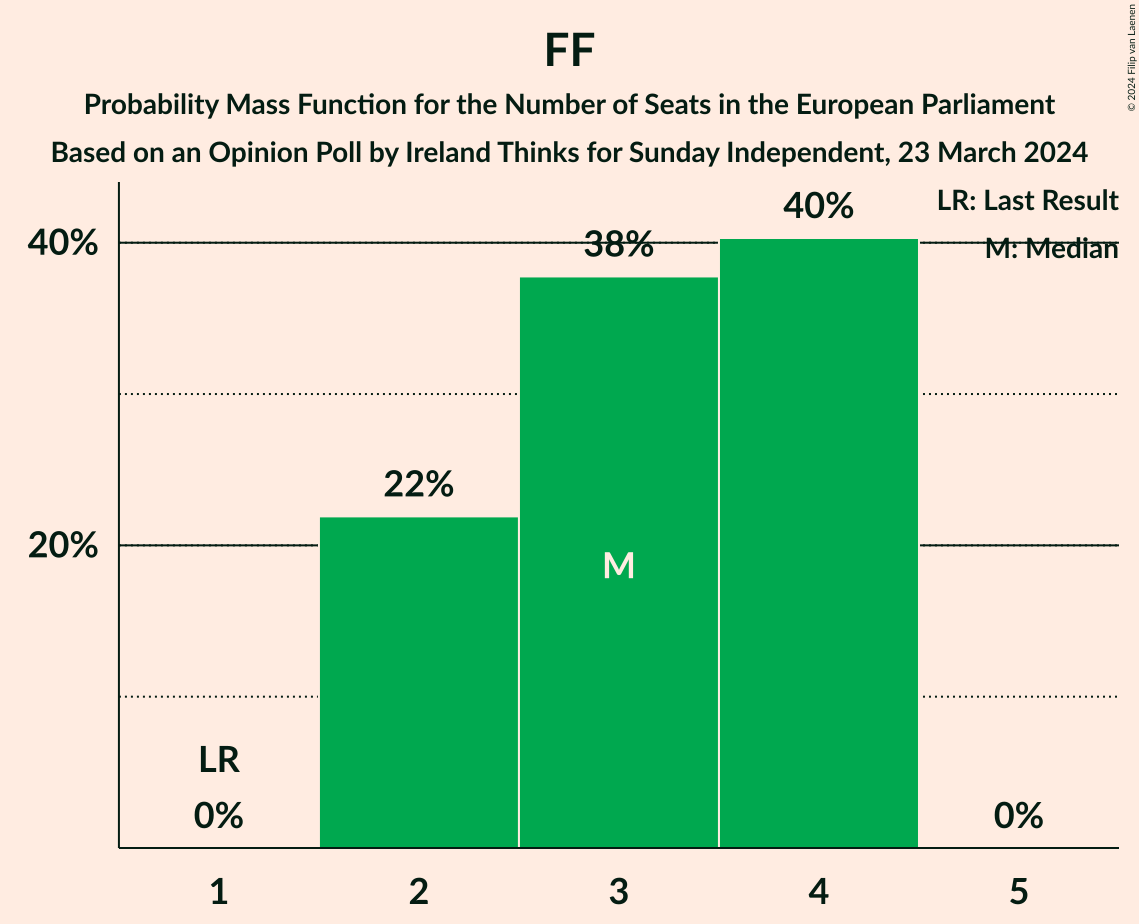 FF
Probability Mass Function for the Number of Seats in the European Parliament
Based on an Opinion Poll by Ireland Thinks for Sunday Independent, 23 March 2024
© 2024 Filip van Laenen
LR: Last Result
M: Median
40%
20%
LR
0%
22%
38%
M
40%
0%
1 2 3 4 5